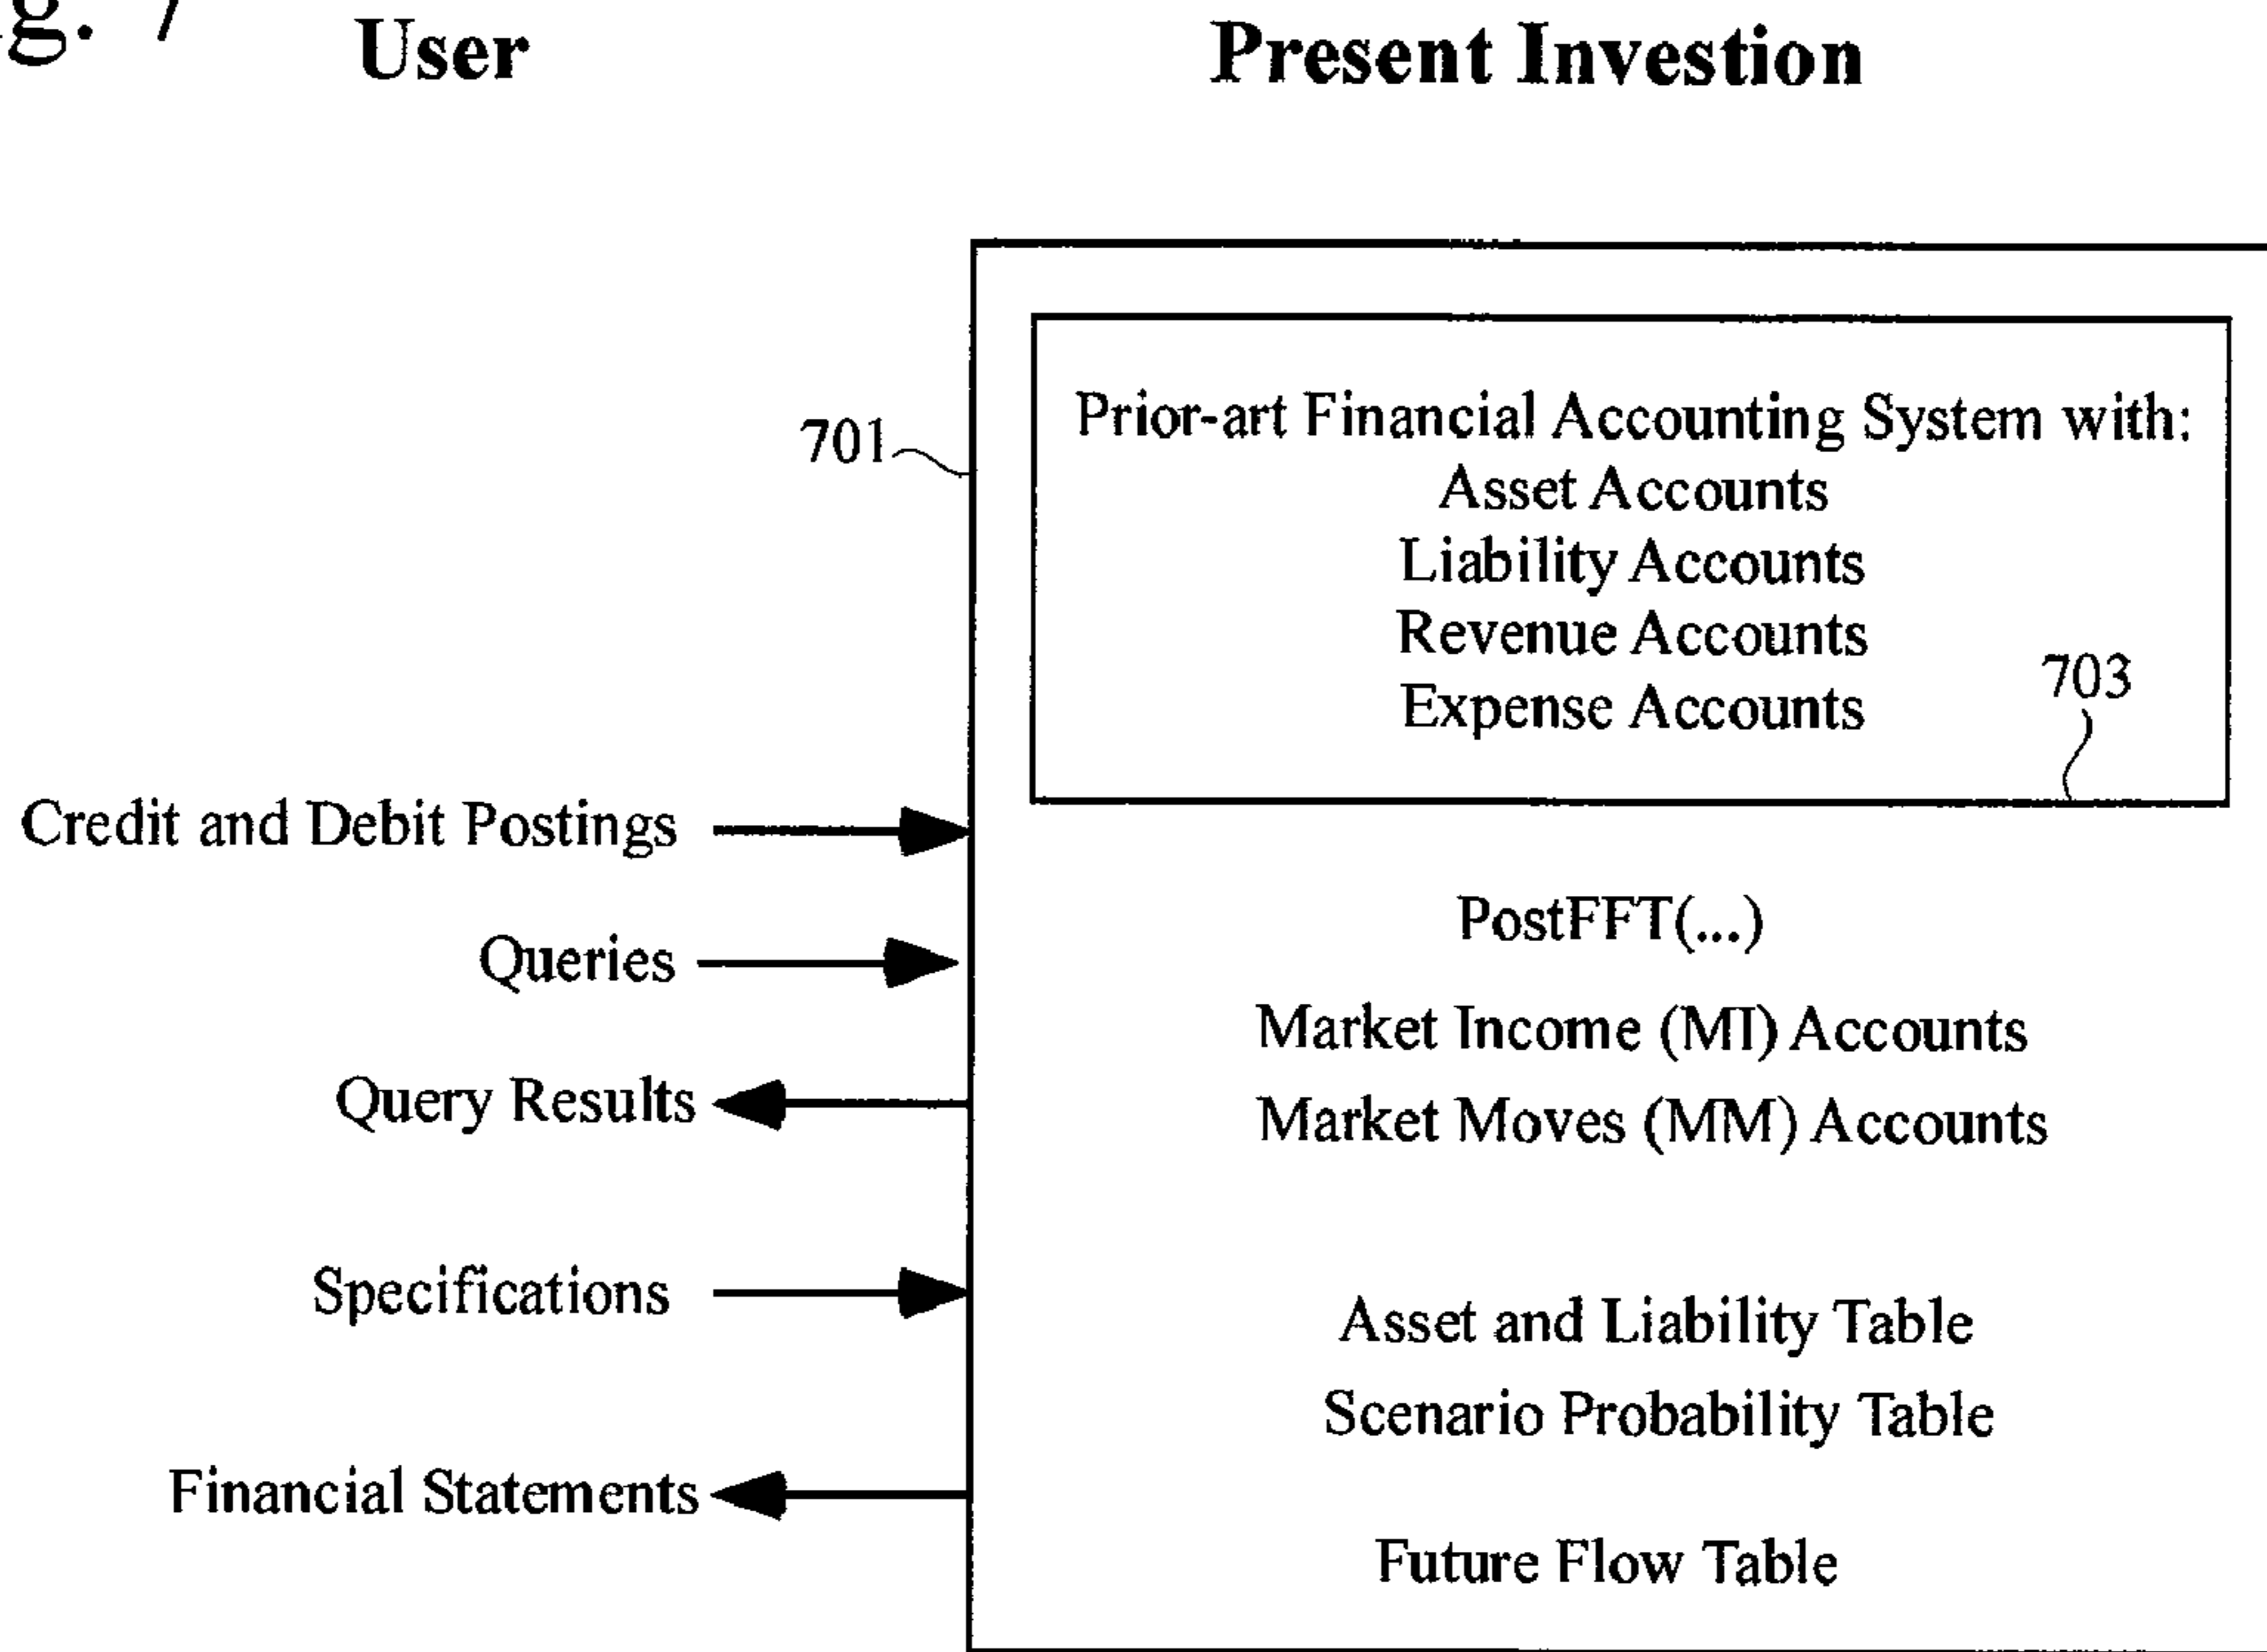 g. 7
User
Present Investion
701
Prior-art Financial Accounting System with:
Asset Accounts
Liability Accounts
Revenue Accounts
Expense Accounts
703
Credit and Debit Postings
Queries
Query Results
Specifications
Financial Statements
PostFFT(...)
Market Income (MI) Accounts
Market Moves (MM) Accounts
Asset and Liability Table
Scenario Probability Table
Future Flow Table